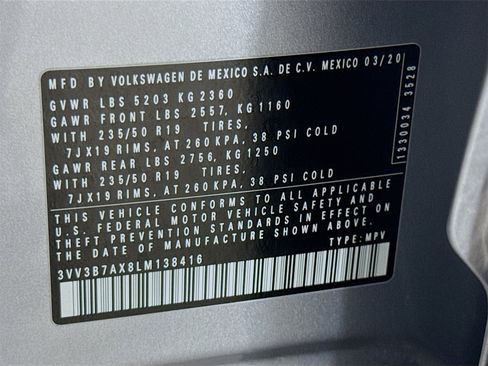 MFD BY VOLKSWAGEN DE MEXICO S.A. DE C.V. MEXICO 03/20
GVWR LBS 5203 KG 2360
GAWR FRONT LBS 2557, KG 1160
WITH 235/50 R19 TIRES,
7JX19 RIMS, AT 260 KPA, 38 PSI COLD
GAWR REAR LBS 2756, KG 1250
WITH 235/50 R19 TIRES,
7JX19 RIMS, AT 260 KPA, 38 PSI COLD
THIS VEHICLE CONFORMS TO ALL APPLICABLE
U.S. FEDERAL MOTOR VEHICLE SAFETY AND
THEFT PREVENTION STANDARDS IN EFFECT ON
THE DATE OF MANUFACTURE SHOWN ABOVE.
3VV3B7AX8LM138416
TYPE: MPV
1330034 3528